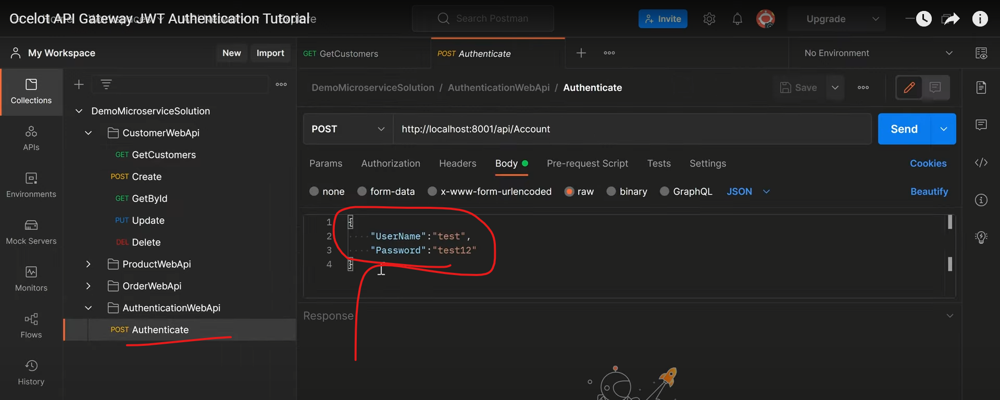 Ocelot API Gateway JWT Authentication Tutorial
Search Postman
Invite
Upgrade
My Workspace
New
Import
GET GetCustomers
POST Authenticate
No Environment
Collections
APIs
Environments
Mock Servers
Monitors
Flows
History
DemoMicroserviceSolution
CustomerWebApi
GET GetCustomers
POST Create
GET GetById
PUT Update
DEL Delete
ProductWebApi
OrderWebApi
AuthenticationWebApi
POST Authenticate
DemoMicroserviceSolution / AuthenticationWebApi / Authenticate
Save
POST
http://localhost:8001/api/Account
Send
Params Authorization Headers Body Pre-request Script Tests Settings
Cookies
none form-data x-www-form-urlencoded raw binary GraphQL JSON
Beautify
1 {
2 "UserName":"test",
3 "Password":"test12"
4 }
Response